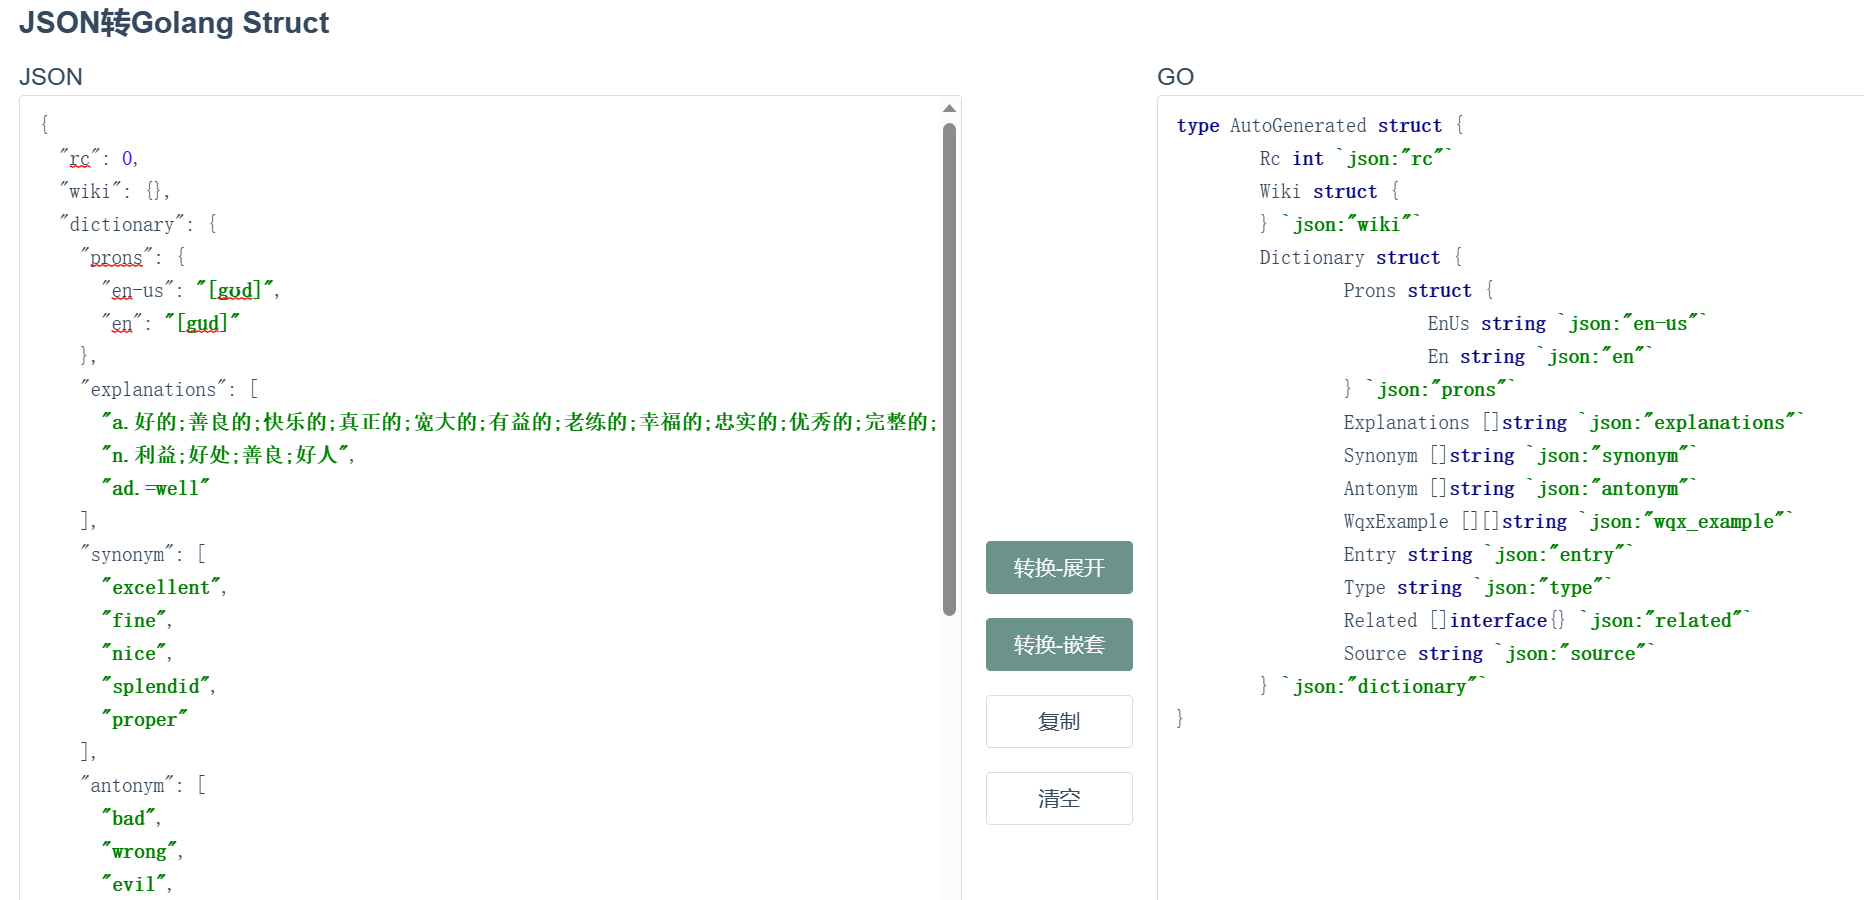 JSON转Golang Struct
JSON
{
"rc": 0,
"wiki": {},
"dictionary": {
"prons": {
"en-us": "[gʊd]",
"en": "[gud]"
},
"explanations": [
"a.好的;善良的;快乐的;真正的;宽大的;有益的;老练的;幸福的;忠实的;优秀的;完整的;
"n.利益;好处;善良;好人",
"ad.=well"
],
"synonym": [
"excellent",
"fine",
"nice",
"splendid",
"proper"
],
"antonym": [
"bad",
"wrong",
"evil",
转换-展开
转换-嵌套
复制
清空
GO
type AutoGenerated struct {
Rc int `json:"rc"`
Wiki struct {
} `json:"wiki"`
Dictionary struct {
Prons struct {
EnUs string `json:"en-us"`
En string `json:"en"`
} `json:"prons"`
Explanations []string `json:"explanations"`
Synonym []string `json:"synonym"`
Antonym []string `json:"antonym"`
WqxExample [][]string `json:"wqx_example"`
Entry string `json:"entry"`
Type string `json:"type"`
Related []interface{} `json:"related"`
Source string `json:"source"`
} `json:"dictionary"`
}